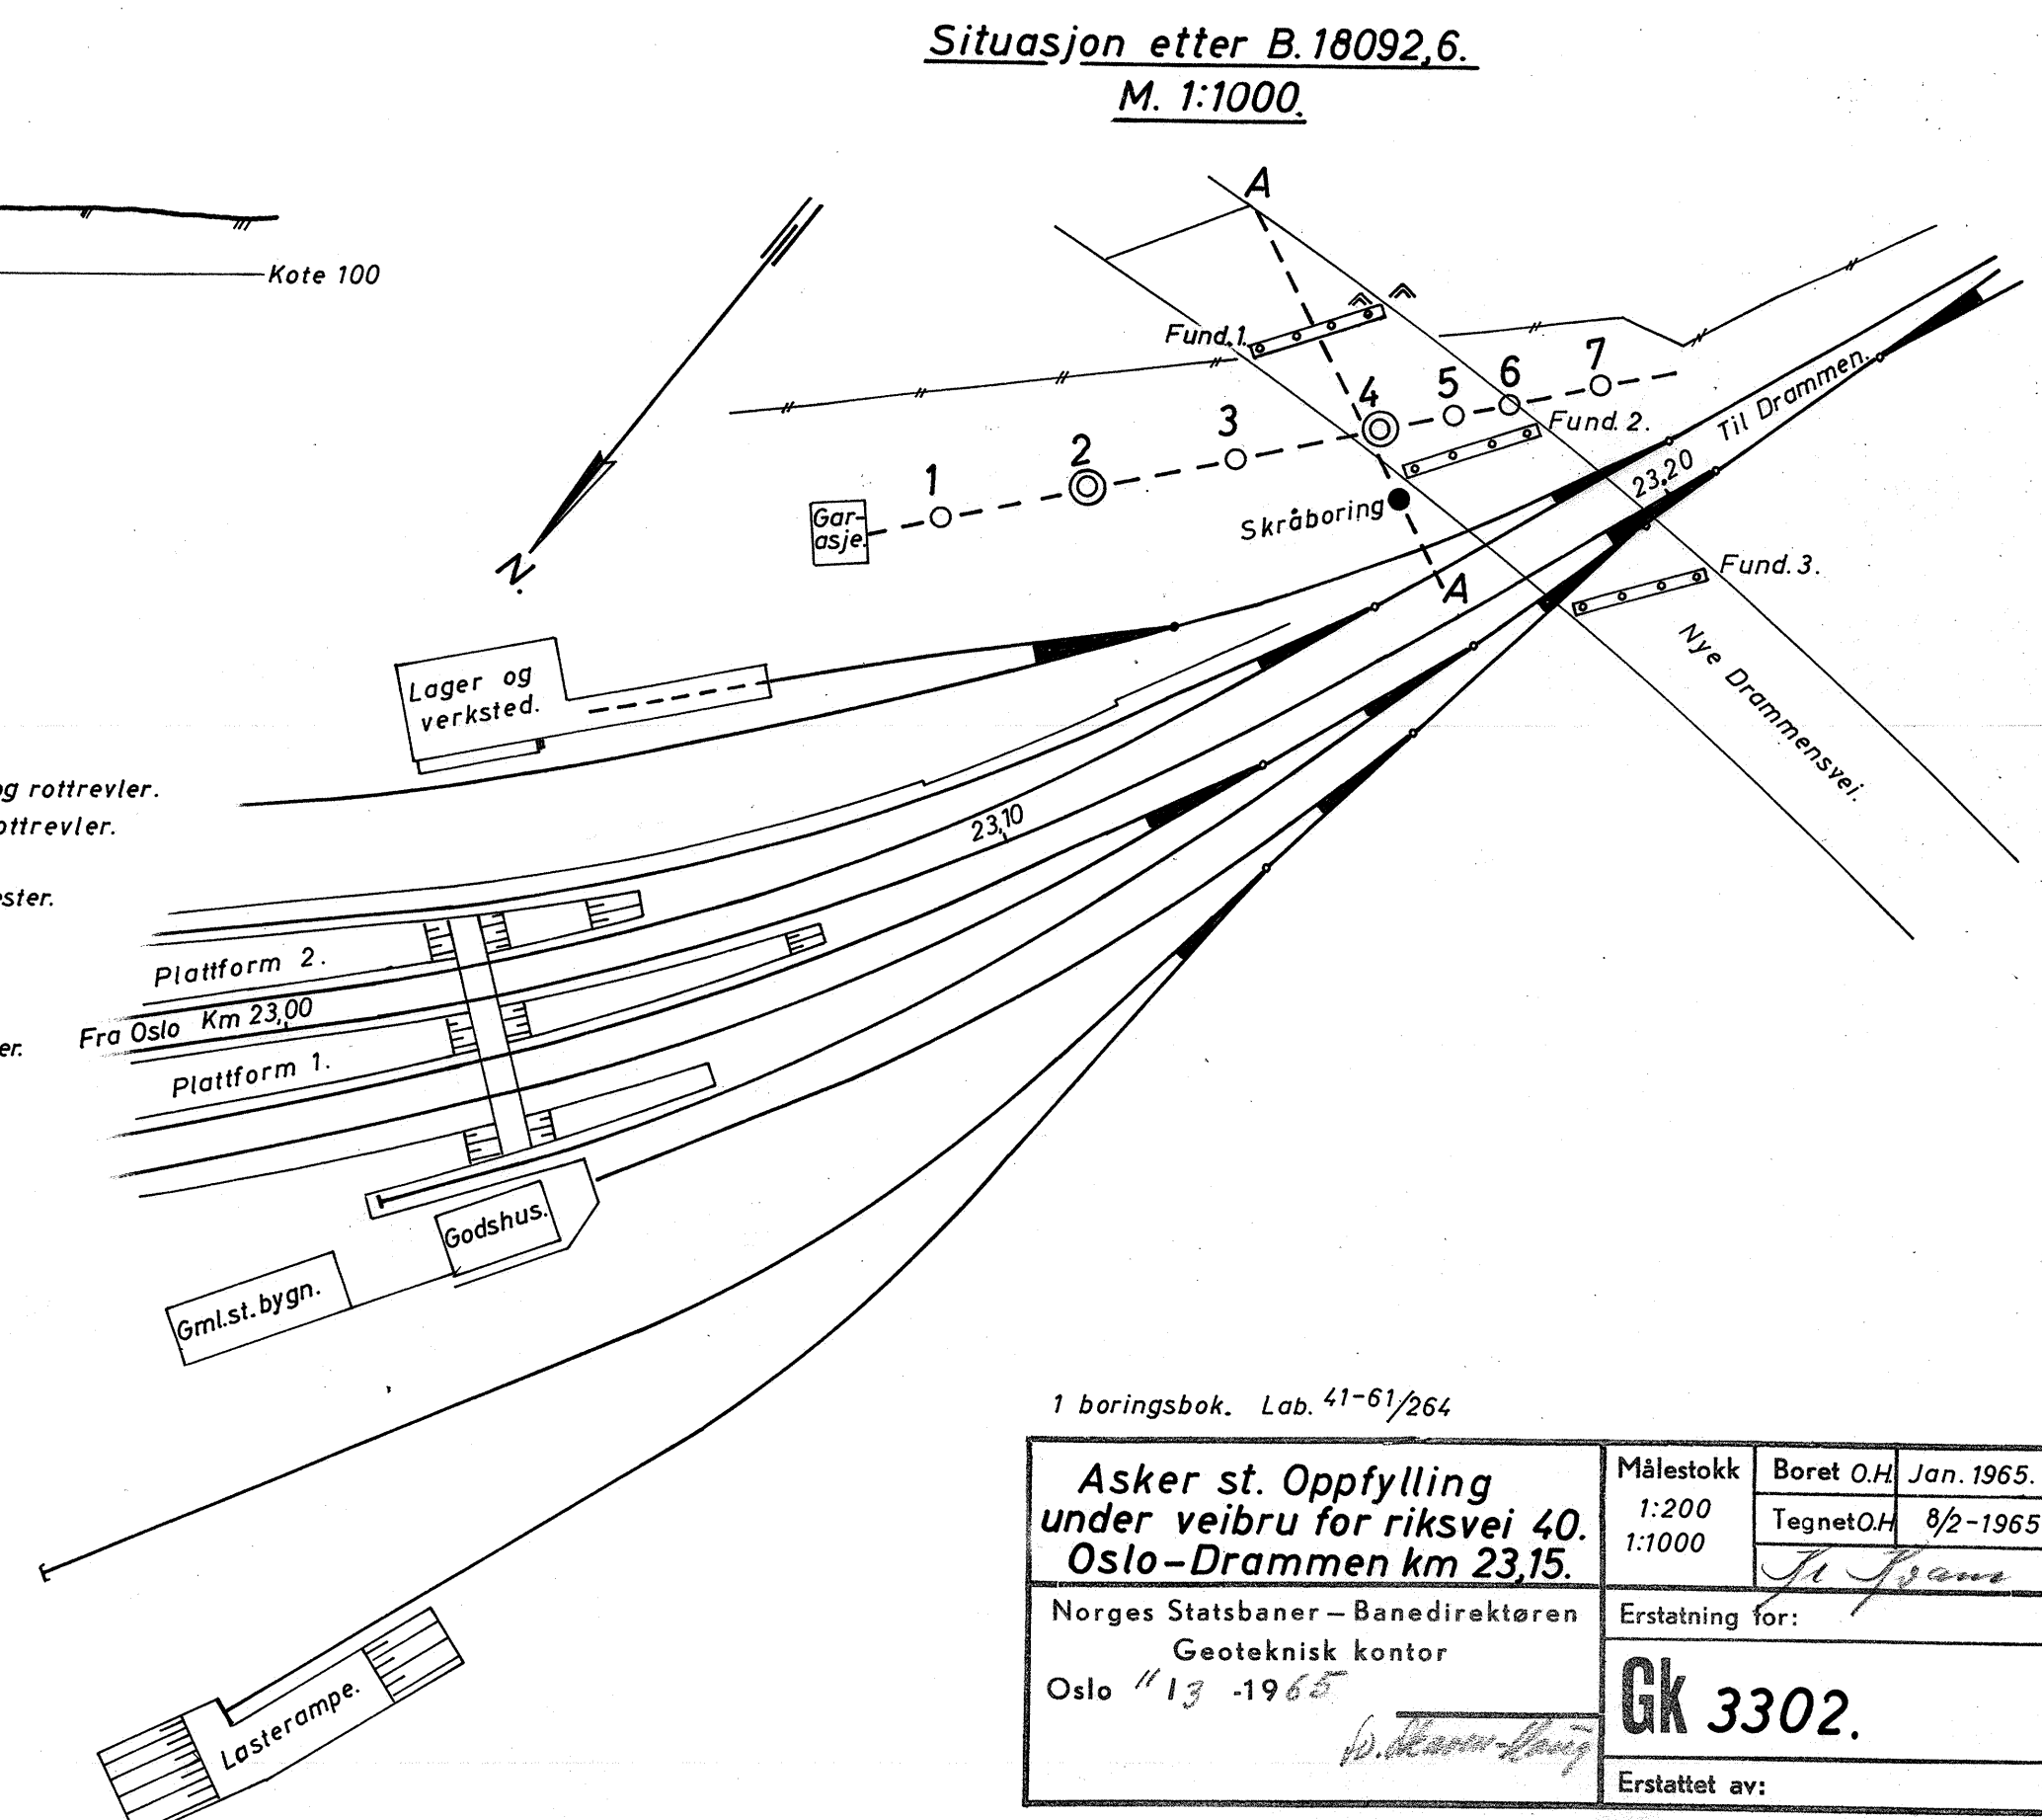 Situasjon etter B. 18092,6.
M. 1:1000.
Kote 100
A
Fund. 1.
1
2
3
4
5
6
7
Fund. 2.
Til Drammen.
23,20
Gar-
asje.
Skråboring
A
Fund. 3.
N.
Nye Drammensvei.
Lager og
verksted.
og rottrevler.
ottrevler.
23,10
ester.
Plattform 2.
Fra Oslo Km 23,00
er.
Plattform 1.
Godshus.
Gml.st.bygn.
Lasterampe.
1 boringsbok. Lab. 41-61/264
Asker st. Oppfylling
under veibru for riksvei 40.
Oslo-Drammen km 23,15.
Målestokk
1:200
1:1000
Boret O.H. Jan. 1965.
Tegnet O.H 8/2-1965
Norges Statsbaner – Banedirektøren
Geoteknisk kontor
Oslo 11/3 -1965
Erstatning for:
Gk 3302.
Erstattet av: